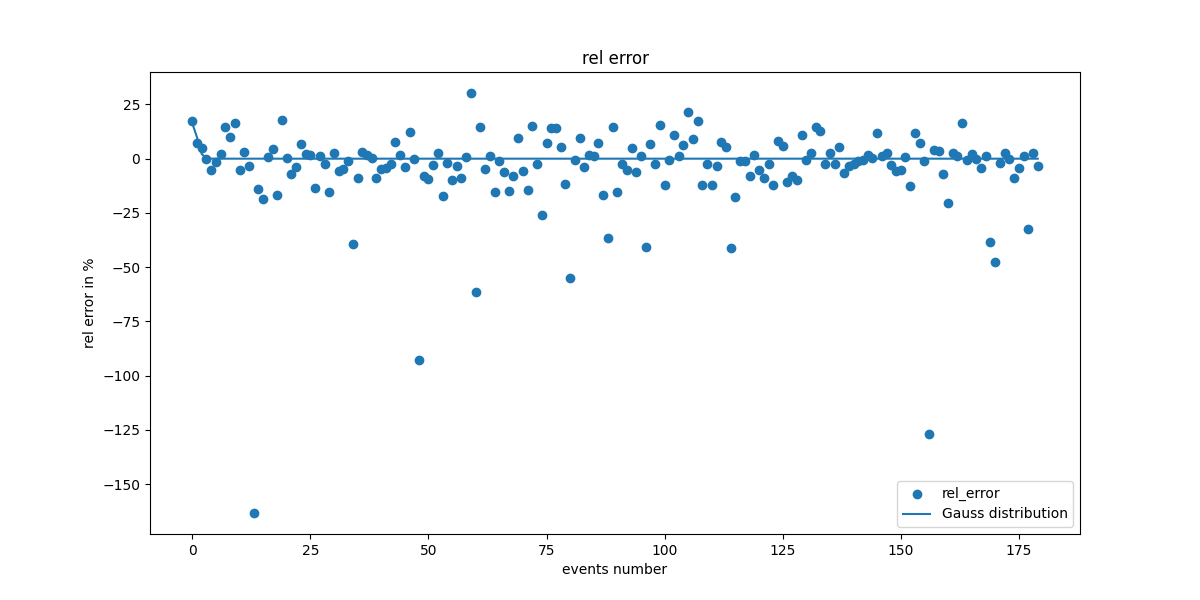 rel error
25
0
−25
−50
−75
−100
−125
−150
rel error in %
0 25 50 75 100 125 150 175
events number
rel_error
Gauss distribution